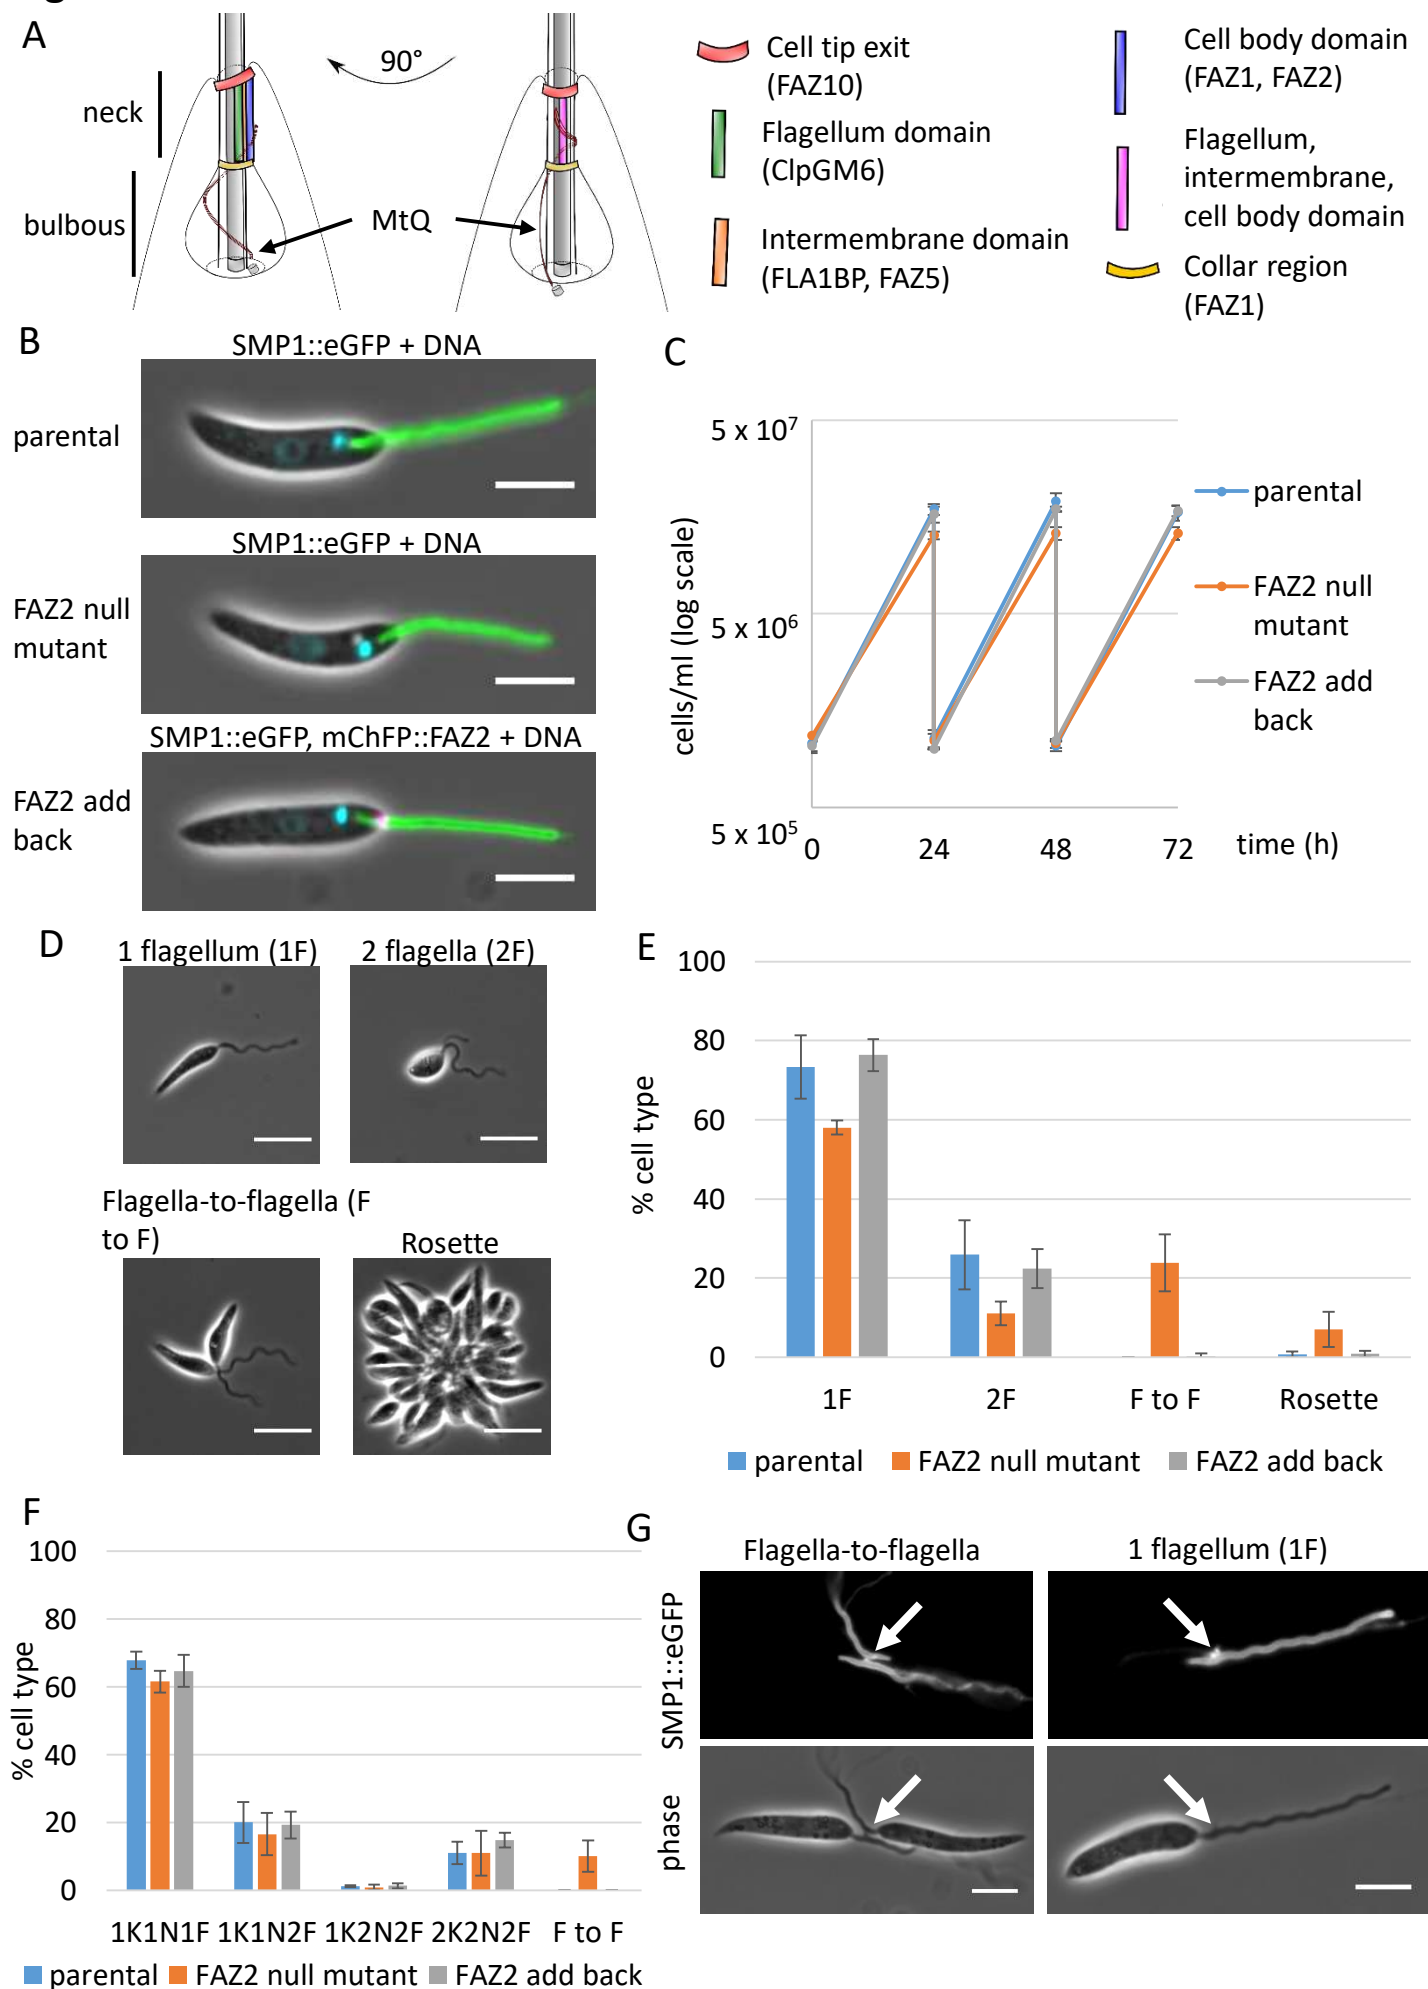 A
90°
neck
bulbous
MtQ
Cell tip exit
(FAZ10)
Flagellum domain
(ClpGM6)
Intermembrane domain
(FLA1BP, FAZ5)
Cell body domain
(FAZ1, FAZ2)
Flagellum,
intermembrane,
cell body domain
Collar region
(FAZ1)
B
SMP1::eGFP + DNA
parental
SMP1::eGFP + DNA
FAZ2 null
mutant
SMP1::eGFP, mChFP::FAZ2 + DNA
FAZ2 add
back
C
cells/ml (log scale)
5 x 10⁷
5 x 10⁶
5 x 10⁵
0 24 48 72 time (h)
parental
FAZ2 null
mutant
FAZ2 add
back
D
1 flagellum (1F)
2 flagella (2F)
Flagella-to-flagella (F
to F)
Rosette
E
% cell type
100
80
60
40
20
0
1F 2F F to F Rosette
parental FAZ2 null mutant FAZ2 add back
F
% cell type
100
80
60
40
20
0
1K1N1F 1K1N2F 1K2N2F 2K2N2F F to F
parental FAZ2 null mutant FAZ2 add back
G
Flagella-to-flagella
1 flagellum (1F)
SMP1::eGFP
phase